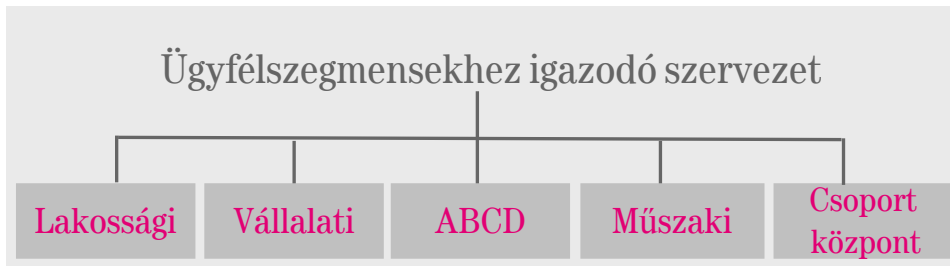 Ügyfélszegmensekhez igazodó szervezet
Lakossági
Vállalati
ABCD
Műszaki
Csoport
központ